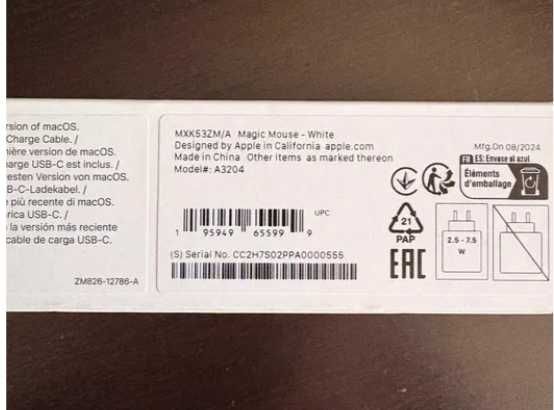 rsion of macOS.
Charge Cable. /
nière version de macOS.
harge USB-C est inclus. /
esten Version von macOS.
B-C-Ladekabel. /
e più recente di macOS.
rica USB-C. /
la versión más reciente
cable de carga USB-C.
ZM826-12786-A
MXK53ZM/A Magic Mouse - White
Designed by Apple in California apple.com
Made in China Other items as marked thereon
Model#: A3204
UPC
1 95949 65599 9
(S) Serial No. CC2H7S02PPA0000555
Mfg.On 08/2024
FR ES: Envase al azul
Éléments
d'emballage
21
PAP
EAC
2.5 - 7.5
W